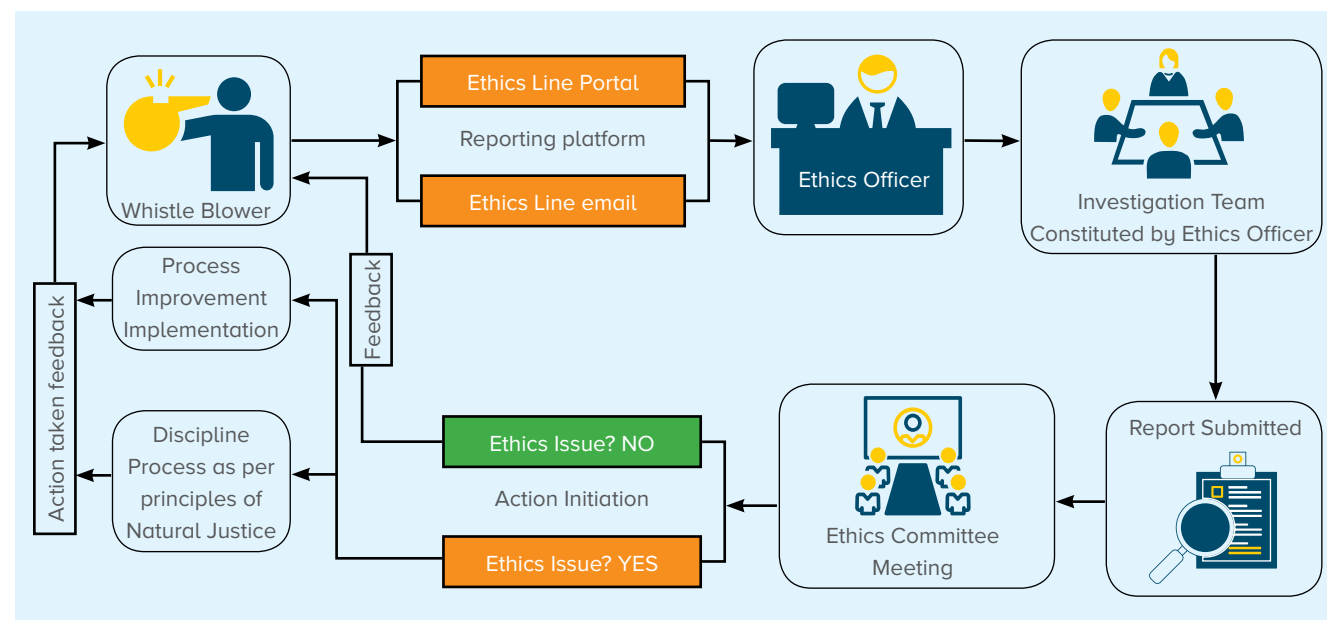 Whistle Blower
Ethics Line Portal
Reporting platform
Ethics Line email
Ethics Officer
Investigation Team
Constituted by Ethics Officer
Report Submitted
Ethics Committee
Meeting
Ethics Issue? NO
Action Initiation
Ethics Issue? YES
Feedback
Process
Improvement
Implementation
Discipline
Process as per
principles of
Natural Justice
Action taken feedback